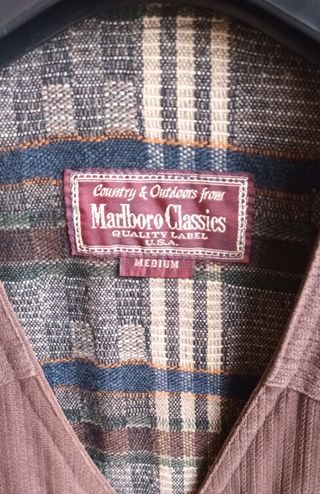 Country & Outdoors from
Marlboro Classics
QUALITY LABEL
U.S.A.
MEDIUM